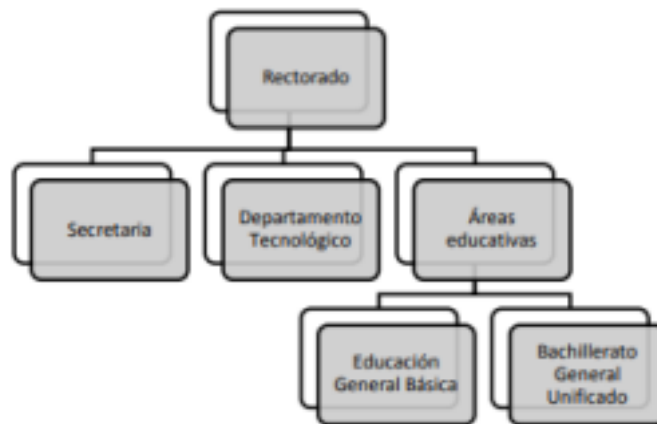 Rectorado
Secretaria
Departamento
Tecnológico
Áreas
educativas
Educación
General Básica
Bachillerato
General
Unificado